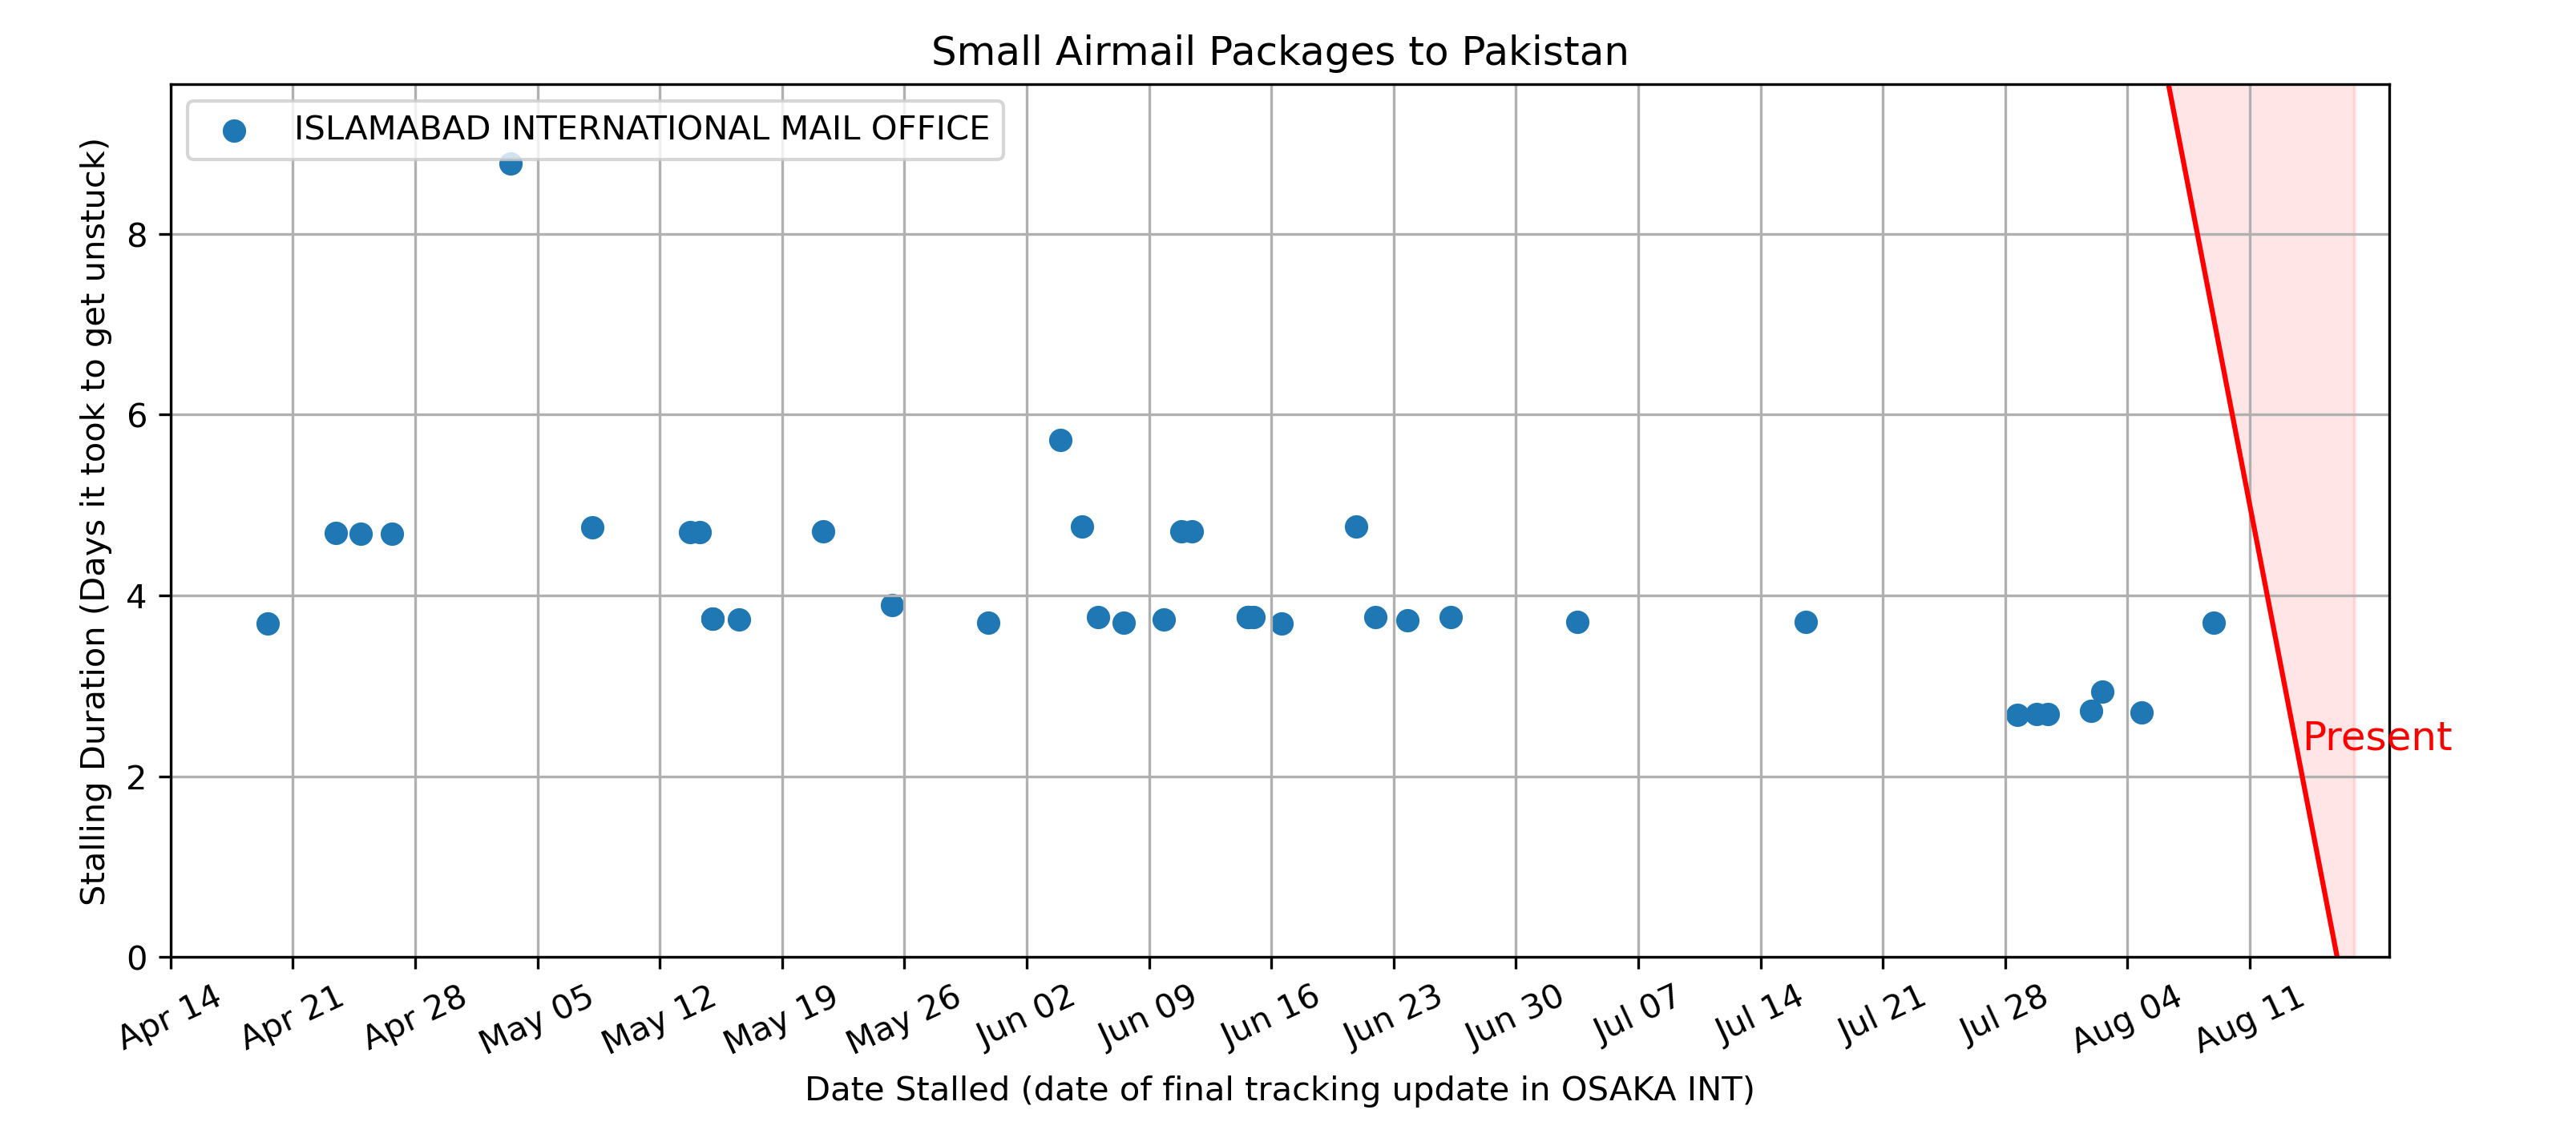 Small Airmail Packages to Pakistan
ISLAMABAD INTERNATIONAL MAIL OFFICE
Stalling Duration (Days it took to get unstuck)
8
6
4
2
0
Present
Apr 14
Apr 21
Apr 28
May 05
May 12
May 19
May 26
Jun 02
Jun 09
Jun 16
Jun 23
Jun 30
Jul 07
Jul 14
Jul 21
Jul 28
Aug 04
Aug 11
Date Stalled (date of final tracking update in OSAKA INT)